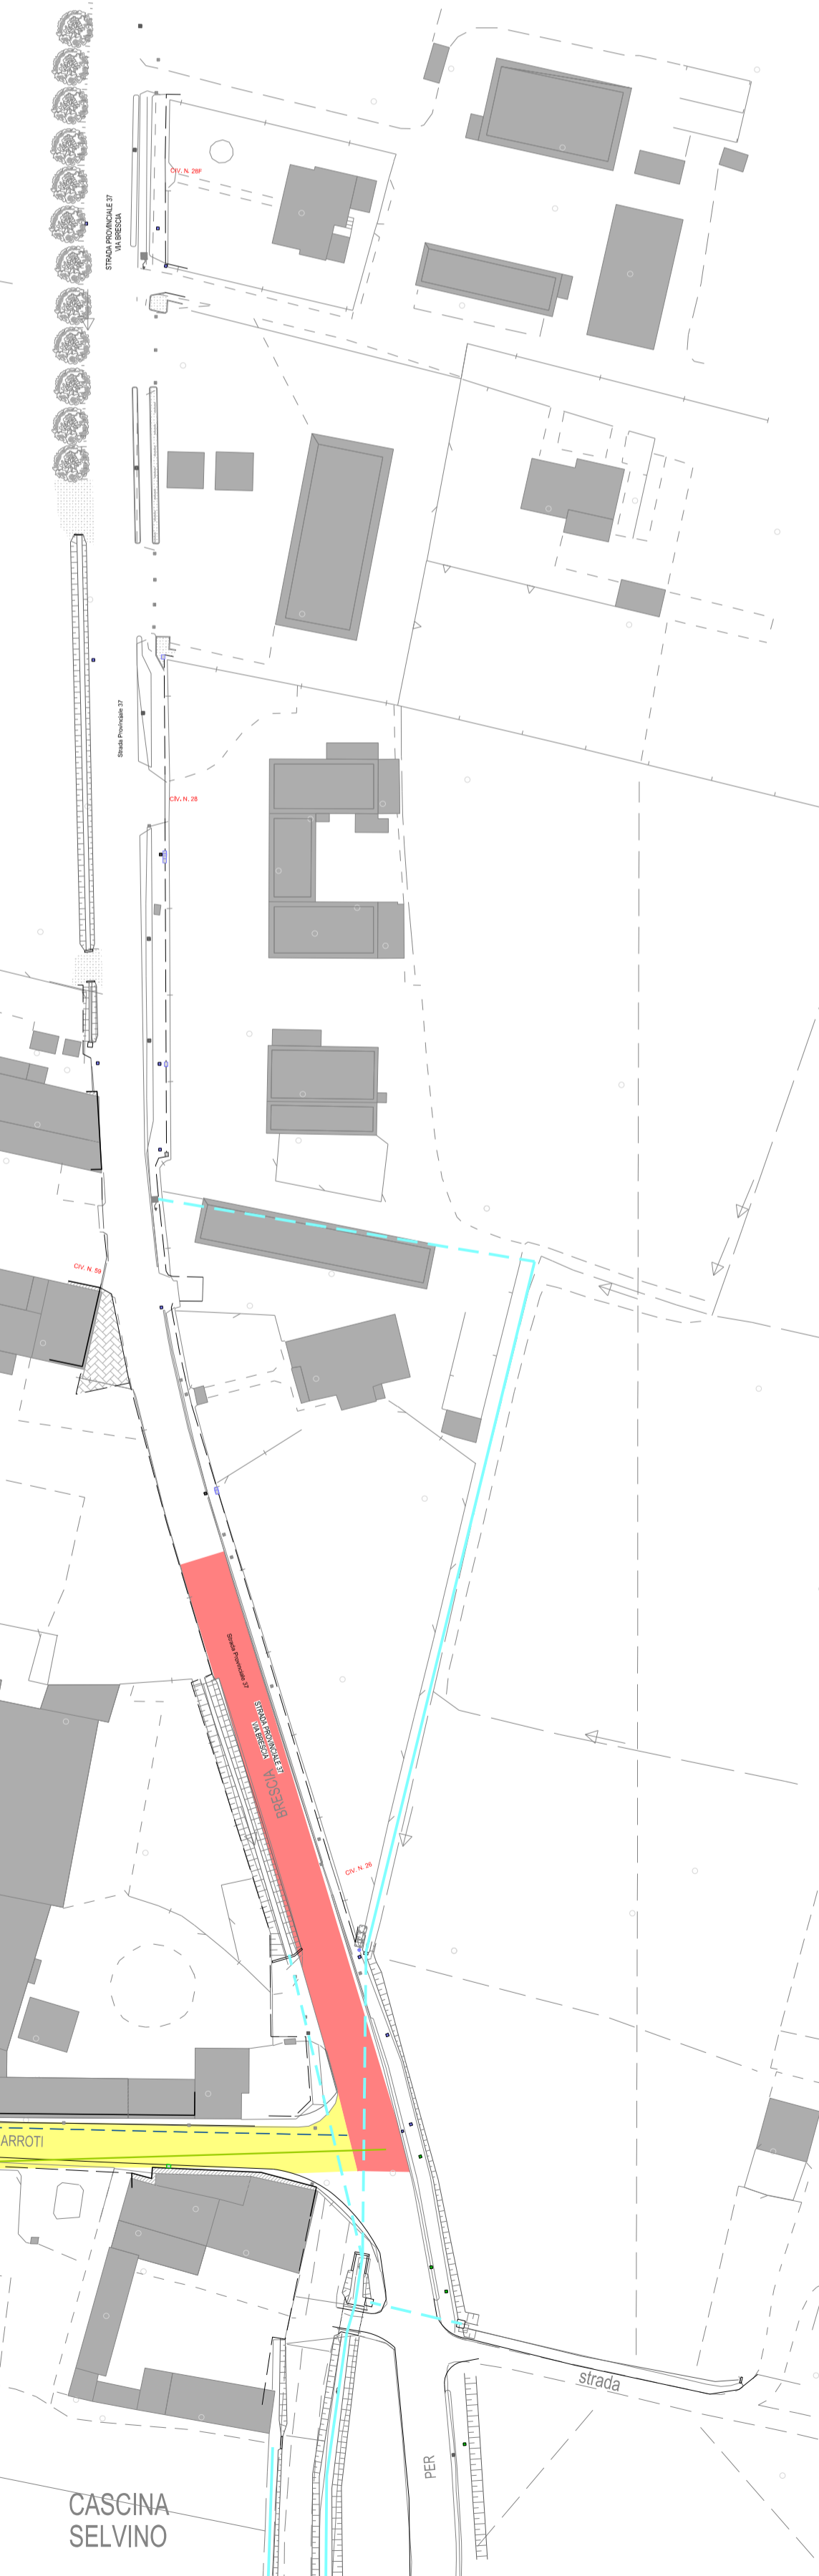 CIV. N. 28F
STRADA PROVINCIALE 37
VIA BRESCIA
Strada Provinciale 37
CIV. N. 28
CIV. N. 59
Strada Provinciale 37
STRADA PROVINCIALE 37
VIA BRESCIA
BRESCIA
CIV. N. 26
ARROTI
strada
PER
CASCINA
SELVINO